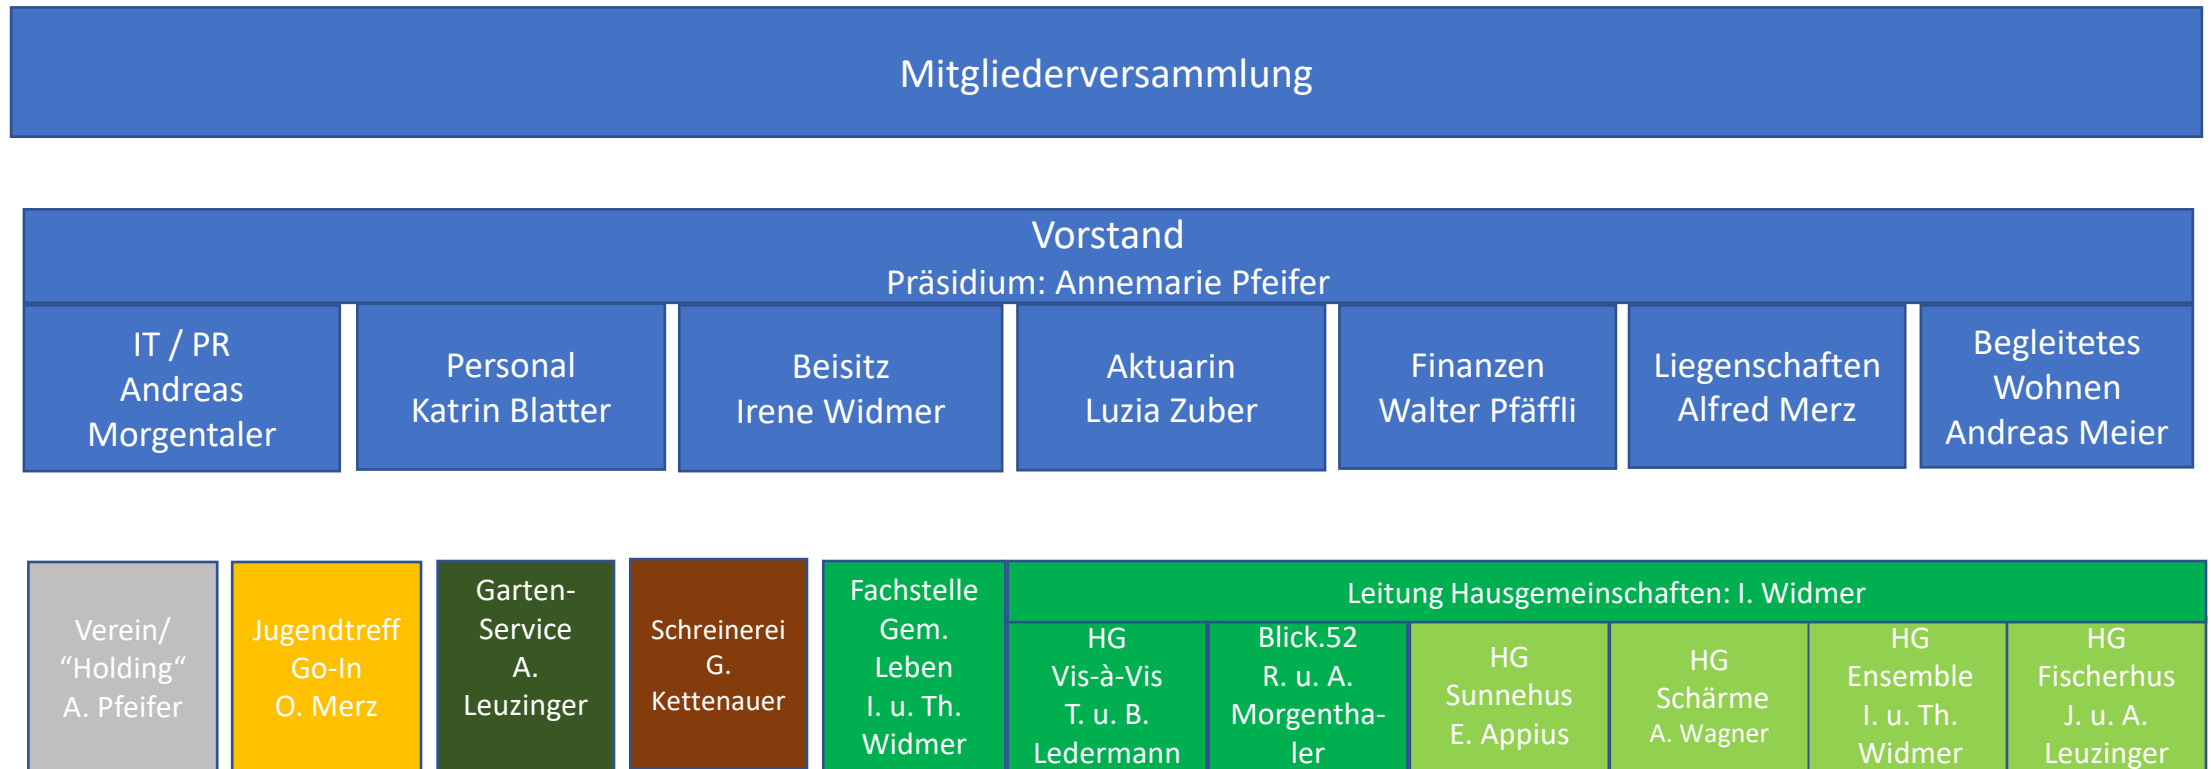 Mitgliederversammlung
Vorstand
Präsidium: Annemarie Pfeifer
IT / PR
Andreas
Morgentaler
Personal
Katrin Blatter
Beisitz
Irene Widmer
Aktuarin
Luzia Zuber
Finanzen
Walter Pfäffli
Liegenschaften
Alfred Merz
Begleitetes
Wohnen
Andreas Meier
Verein/
“Holding“
A. Pfeifer
Jugendtreff
Go-In
O. Merz
Garten-
Service
A.
Leuzinger
Schreinerei
G.
Kettenauer
Fachstelle
Gem.
Leben
I. u. Th.
Widmer
Leitung Hausgemeinschaften: I. Widmer
HG
Vis-à-Vis
T. u. B.
Ledermann
Blick.52
R. u. A.
Morgentha-
ler
HG
Sunnehus
E. Appius
HG
Schärme
A. Wagner
HG
Ensemble
I. u. Th.
Widmer
HG
Fischerhus
J. u. A.
Leuzinger